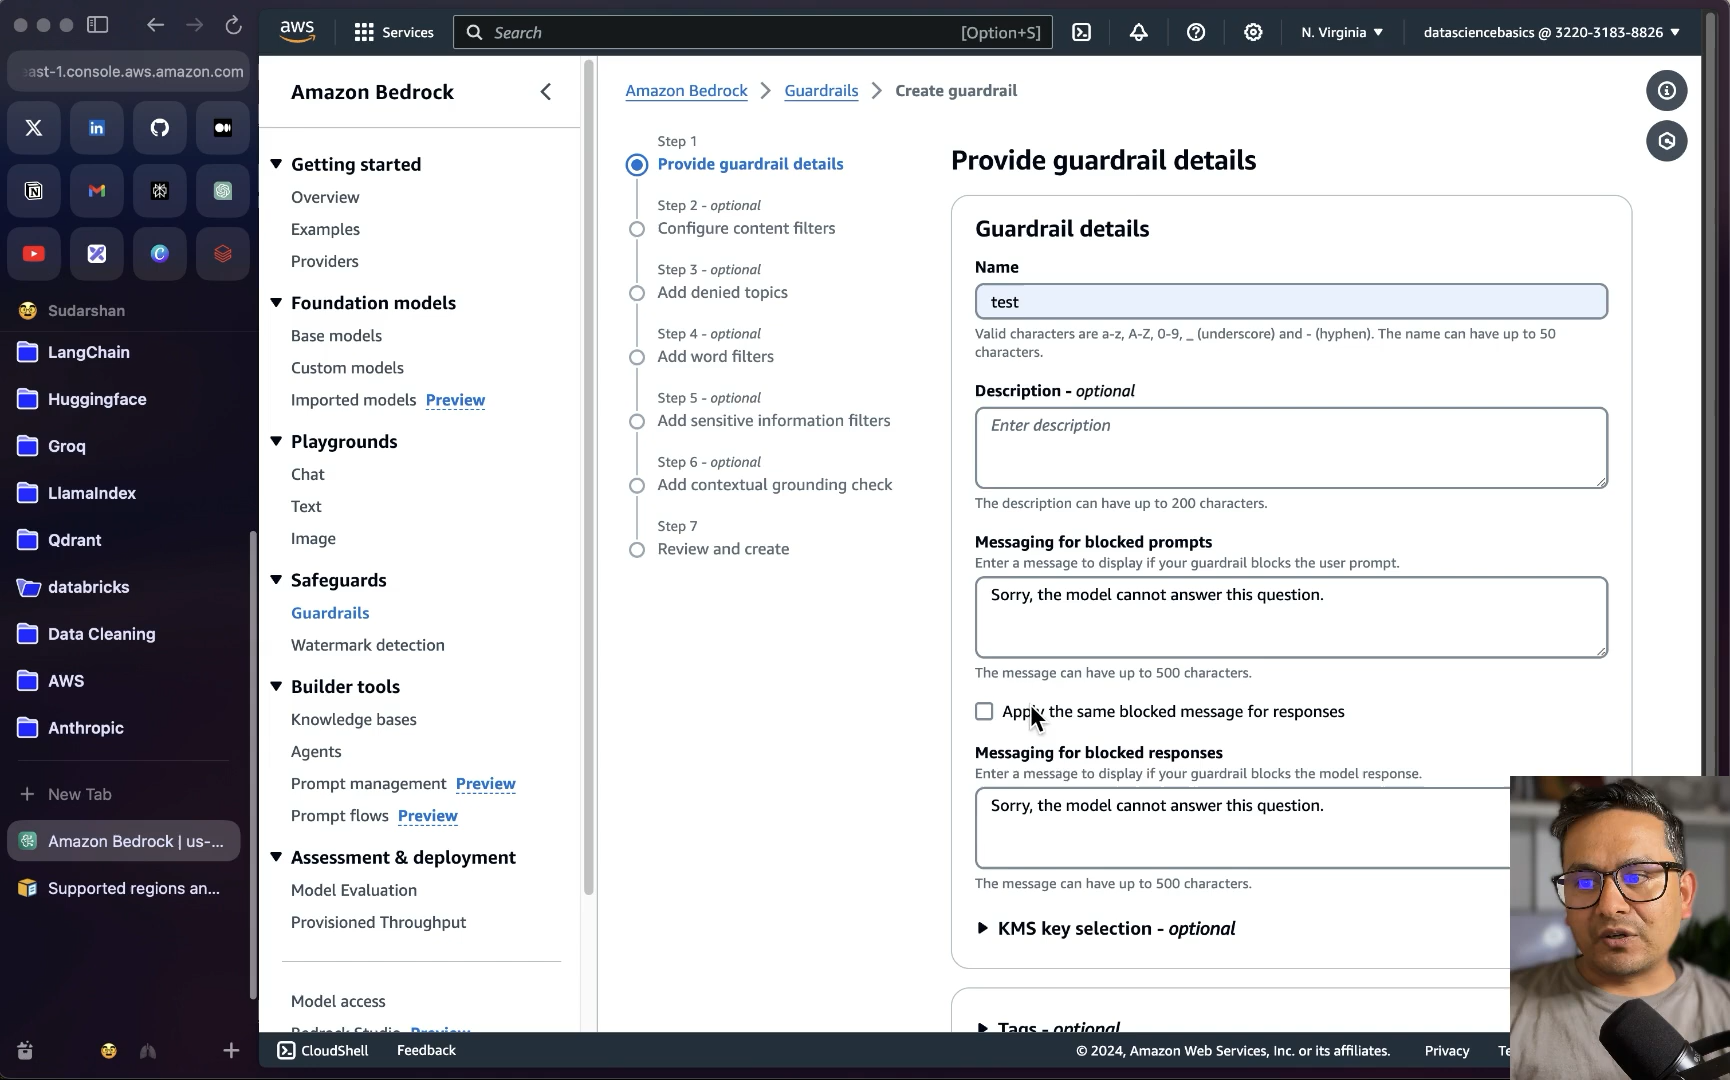 aws
Services
Search
[Option+S]
N. Virginia
datasciencebasics @ 3220-3183-8826
ast-1.console.aws.amazon.com
Sudarshan
LangChain
Huggingface
Groq
LlamaIndex
Qdrant
databricks
Data Cleaning
AWS
Anthropic
New Tab
Amazon Bedrock | us-...
Supported regions an...
Amazon Bedrock
Getting started
Overview
Examples
Providers
Foundation models
Base models
Custom models
Imported models Preview
Playgrounds
Chat
Text
Image
Safeguards
Guardrails
Watermark detection
Builder tools
Knowledge bases
Agents
Prompt management Preview
Prompt flows Preview
Assessment & deployment
Model Evaluation
Provisioned Throughput
Model access
Bedrock Studio Preview
Amazon Bedrock > Guardrails > Create guardrail
Step 1
Provide guardrail details
Step 2 - optional
Configure content filters
Step 3 - optional
Add denied topics
Step 4 - optional
Add word filters
Step 5 - optional
Add sensitive information filters
Step 6 - optional
Add contextual grounding check
Step 7
Review and create
Provide guardrail details
Guardrail details
Name
test
Valid characters are a-z, A-Z, 0-9, _ (underscore) and - (hyphen). The name can have up to 50
characters.
Description - optional
Enter description
The description can have up to 200 characters.
Messaging for blocked prompts
Enter a message to display if your guardrail blocks the user prompt.
Sorry, the model cannot answer this question.
The message can have up to 500 characters.
Apply the same blocked message for responses
Messaging for blocked responses
Enter a message to display if your guardrail blocks the model response.
Sorry, the model cannot answer this question.
The message can have up to 500 characters.
KMS key selection - optional
Tags - optional
CloudShell
Feedback
© 2024, Amazon Web Services, Inc. or its affiliates.
Privacy